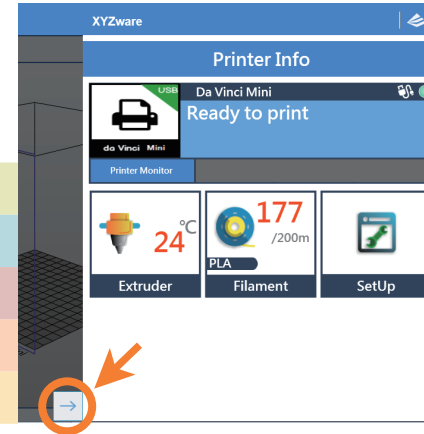 XYZware
Printer Info
USB
Da Vinci Mini
Ready to print
da Vinci Mini
Printer Monitor
24°C
177
/200m
PLA
Extruder
Filament
SetUp